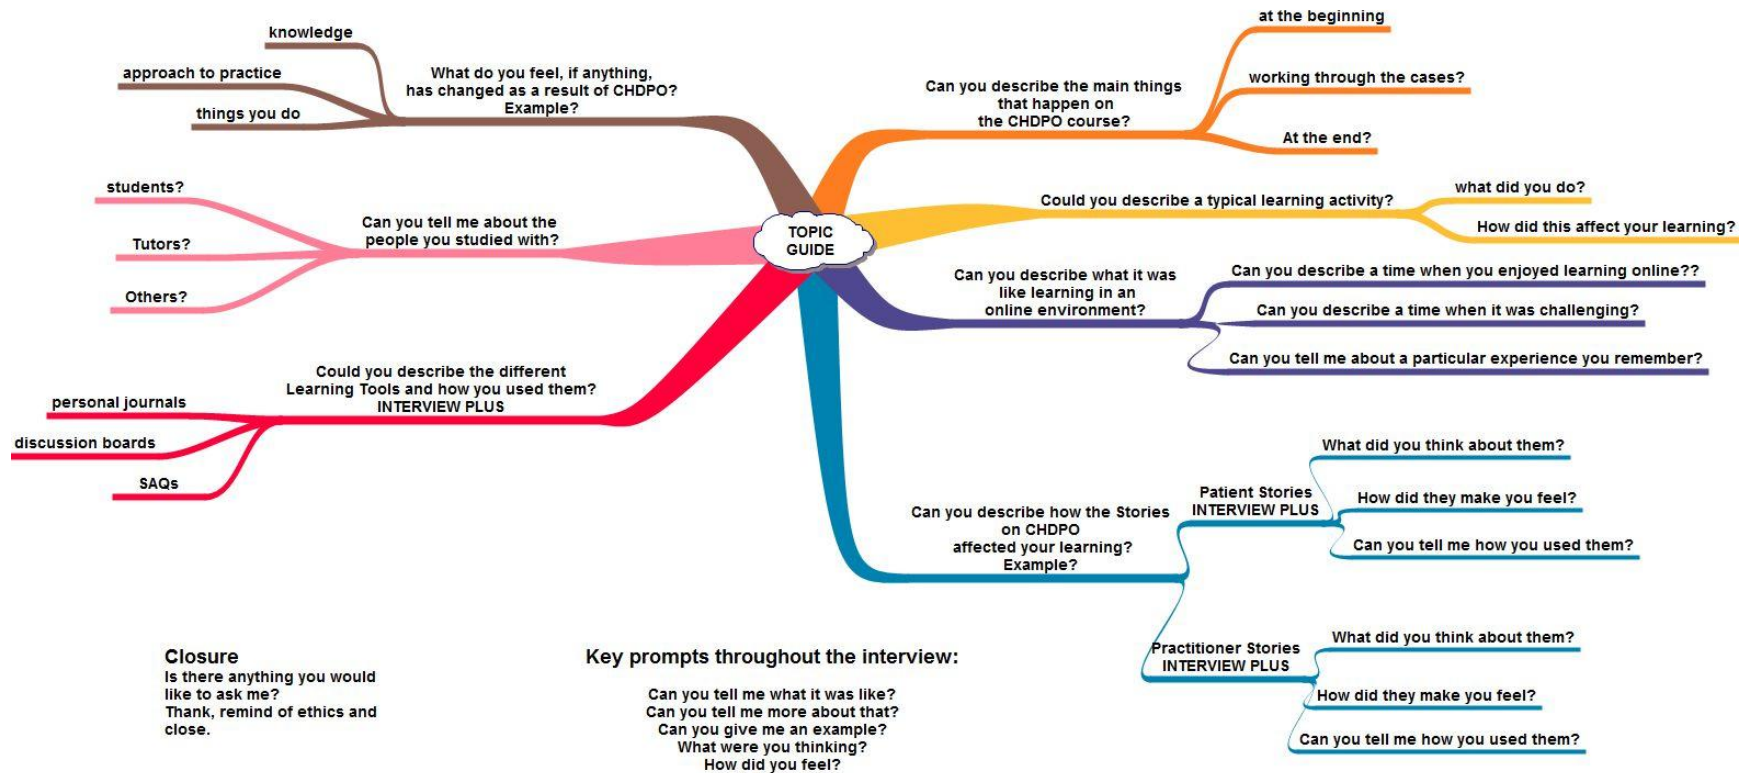 TOPIC
GUIDE
Can you describe the main things
that happen on
the CHDPO course?
at the beginning
working through the cases?
At the end?
Could you describe a typical learning activity?
what did you do?
How did this affect your learning?
Can you describe what it was
like learning in an
online environment?
Can you describe a time when you enjoyed learning online??
Can you describe a time when it was challenging?
Can you tell me about a particular experience you remember?
Can you describe how the Stories
on CHDPO
affected your learning?
Example?
Patient Stories
INTERVIEW PLUS
What did you think about them?
How did they make you feel?
Can you tell me how you used them?
Practitioner Stories
INTERVIEW PLUS
What did you think about them?
How did they make you feel?
Can you tell me how you used them?
Could you describe the different
Learning Tools and how you used them?
INTERVIEW PLUS
personal journals
discussion boards
SAQs
Can you tell me about the
people you studied with?
students?
Tutors?
Others?
What do you feel, if anything,
has changed as a result of CHDPO?
Example?
knowledge
approach to practice
things you do
Closure
Is there anything you would
like to ask me?
Thank, remind of ethics and
close.
Key prompts throughout the interview:
Can you tell me what it was like?
Can you tell me more about that?
Can you give me an example?
What were you thinking?
How did you feel?